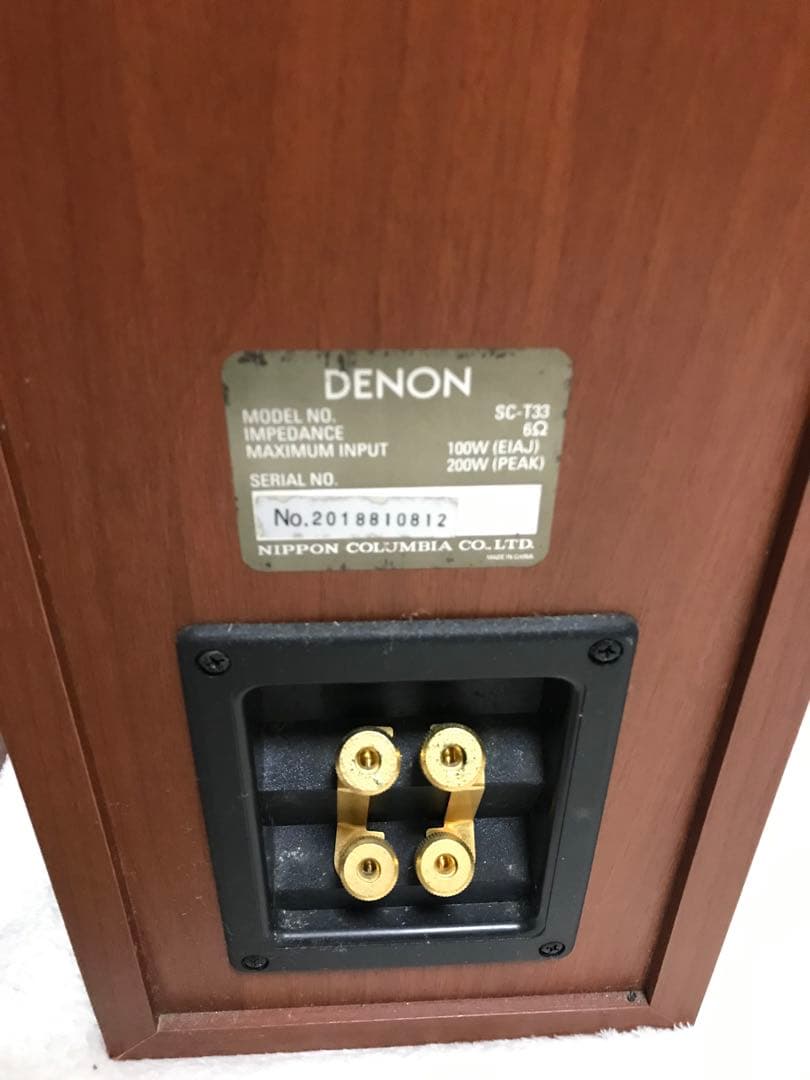 DENON
MODEL NO. SC-T33
IMPEDANCE 6Ω
MAXIMUM INPUT 100W (EIAJ)
200W (PEAK)
SERIAL NO.
No.2018810812
NIPPON COLUMBIA CO., LTD.
MADE IN CHINA